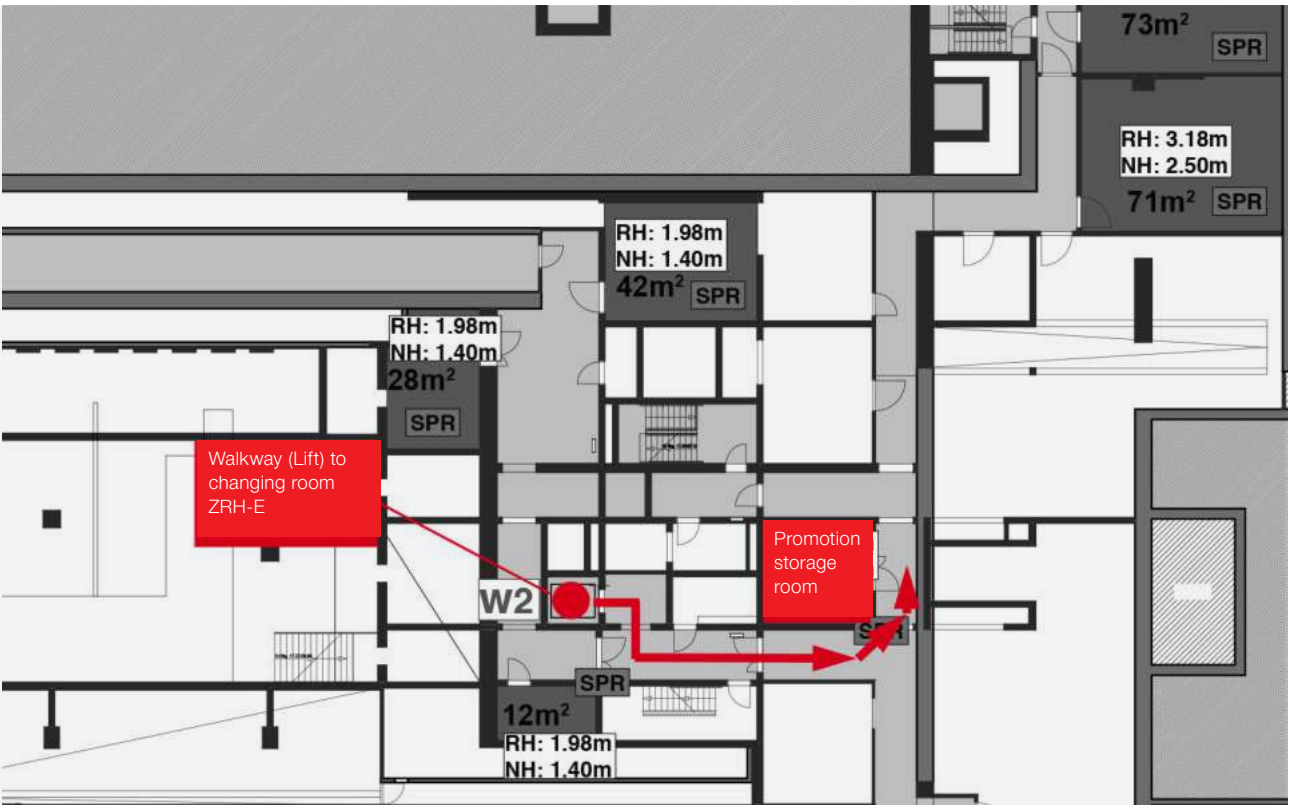 73m²
SPR
RH: 3.18m
NH: 2.50m
71m² SPR
RH: 1.98m
NH: 1.40m
42m² SPR
RH: 1.98m
NH: 1.40m
28m²
SPR
Walkway (Lift) to
changing room
ZRH-E
Promotion
storage
room
W2
SPR
SPR
12m²
RH: 1.98m
NH: 1.40m